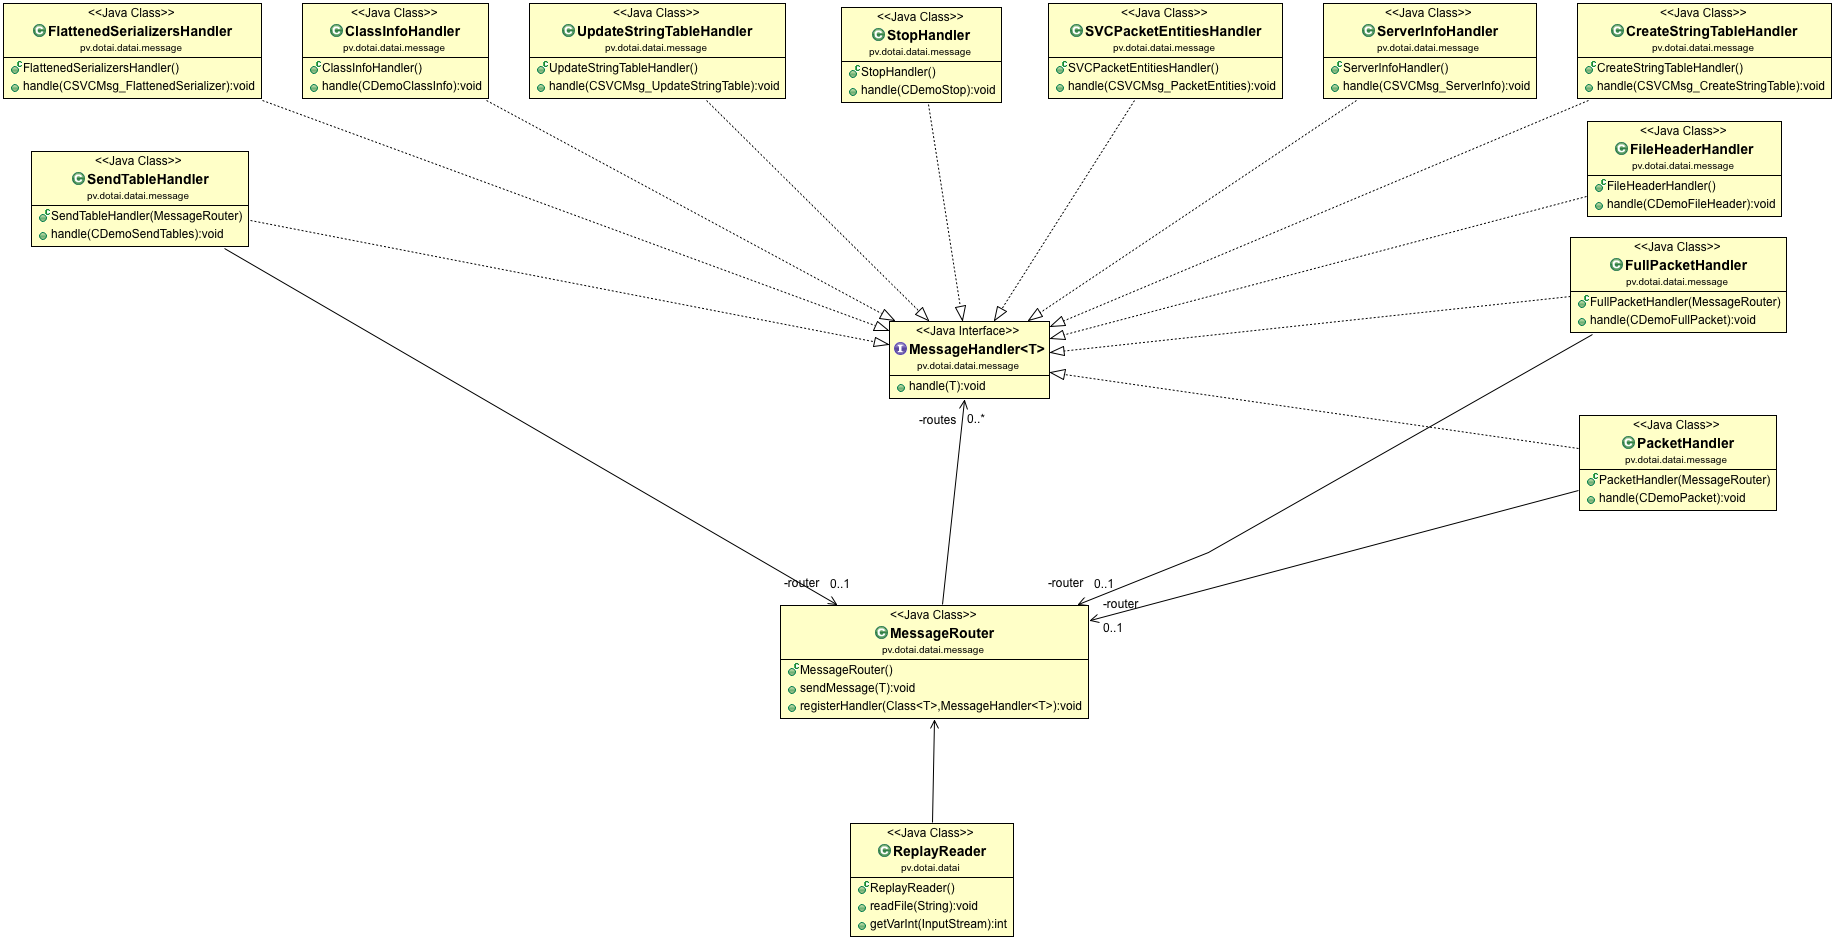 <<Java Class>>
FlattenedSerializersHandler
pv.dotai.datai.message
FlattenedSerializersHandler()
handle(CSVCMsg_FlattenedSerializer):void
<<Java Class>>
ClassInfoHandler
pv.dotai.datai.message
ClassInfoHandler()
handle(CDemoClassInfo):void
<<Java Class>>
UpdateStringTableHandler
pv.dotai.datai.message
UpdateStringTableHandler()
handle(CSVCMsg_UpdateStringTable):void
<<Java Class>>
StopHandler
pv.dotai.datai.message
StopHandler()
handle(CDemoStop):void
<<Java Class>>
SVCPacketEntitiesHandler
pv.dotai.datai.message
SVCPacketEntitiesHandler()
handle(CSVCMsg_PacketEntities):void
<<Java Class>>
ServerInfoHandler
pv.dotai.datai.message
ServerInfoHandler()
handle(CSVCMsg_ServerInfo):void
<<Java Class>>
CreateStringTableHandler
pv.dotai.datai.message
CreateStringTableHandler()
handle(CSVCMsg_CreateStringTable):void
<<Java Class>>
FileHeaderHandler
pv.dotai.datai.message
FileHeaderHandler()
handle(CDemoFileHeader):void
<<Java Class>>
SendTableHandler
pv.dotai.datai.message
SendTableHandler(MessageRouter)
handle(CDemoSendTables):void
<<Java Class>>
FullPacketHandler
pv.dotai.datai.message
FullPacketHandler(MessageRouter)
handle(CDemoFullPacket):void
<<Java Interface>>
MessageHandler<T>
pv.dotai.datai.message
handle(T):void
-routes 0..*
<<Java Class>>
PacketHandler
pv.dotai.datai.message
PacketHandler(MessageRouter)
handle(CDemoPacket):void
-router 0..1
-router 0..1
-router
0..1
<<Java Class>>
MessageRouter
pv.dotai.datai.message
MessageRouter()
sendMessage(T):void
registerHandler(Class<T>,MessageHandler<T>):void
<<Java Class>>
ReplayReader
pv.dotai.datai
ReplayReader()
readFile(String):void
getVarInt(InputStream):int